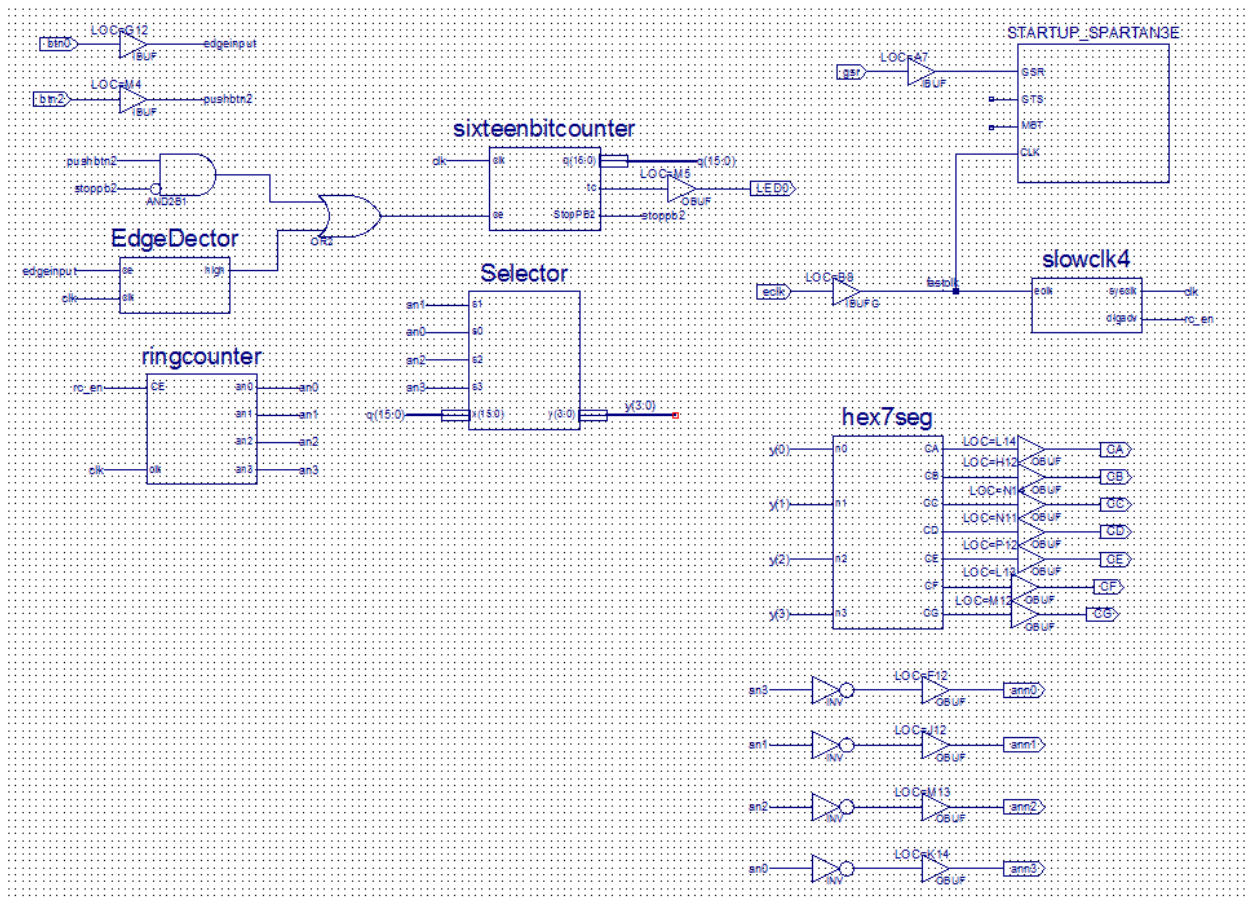 LOC=G12
btn0
IBUF
edgeinput
LOC=M4
btn2
IBUF
pushbtn2
pushbtn2
stoppb2
AND2B1
OR2
EdgeDector
edgeinput
ce
high
clk
clk
sixteenbitcounter
clk
clk
q(15:0)
q(15:0)
tc
LOC=M5
OBUF
LED0
ce
StopPB2
stoppb2
LOC=A7
gsr
IBUF
STARTUP_SPARTAN3E
GSR
GTS
MBT
CLK
LOC=B8
eclk
IBUFG
fastclk
slowclk4
eclk
sysclk
clk
digadv
rc_en
ringcounter
rc_en
CE
an0
an0
an1
an1
an2
an2
clk
clk
an3
an3
Selector
an1
s1
an0
s0
an2
s2
an3
s3
q(15:0)
x(15:0)
y(3:0)
y(3:0)
hex7seg
y(0)
n0
CA
LOC=L14
OBUF
CA
CB
LOC=H12
OBUF
CB
y(1)
n1
CC
LOC=N14
OBUF
CC
CD
LOC=N11
OBUF
CD
y(2)
n2
CE
LOC=P12
OBUF
CE
CF
LOC=L13
OBUF
CF
y(3)
n3
CG
LOC=M12
OBUF
CG
an3
INV
LOC=F12
OBUF
ann0
an1
INV
LOC=J12
OBUF
ann1
an2
INV
LOC=M13
OBUF
ann2
an0
INV
LOC=K14
OBUF
ann3